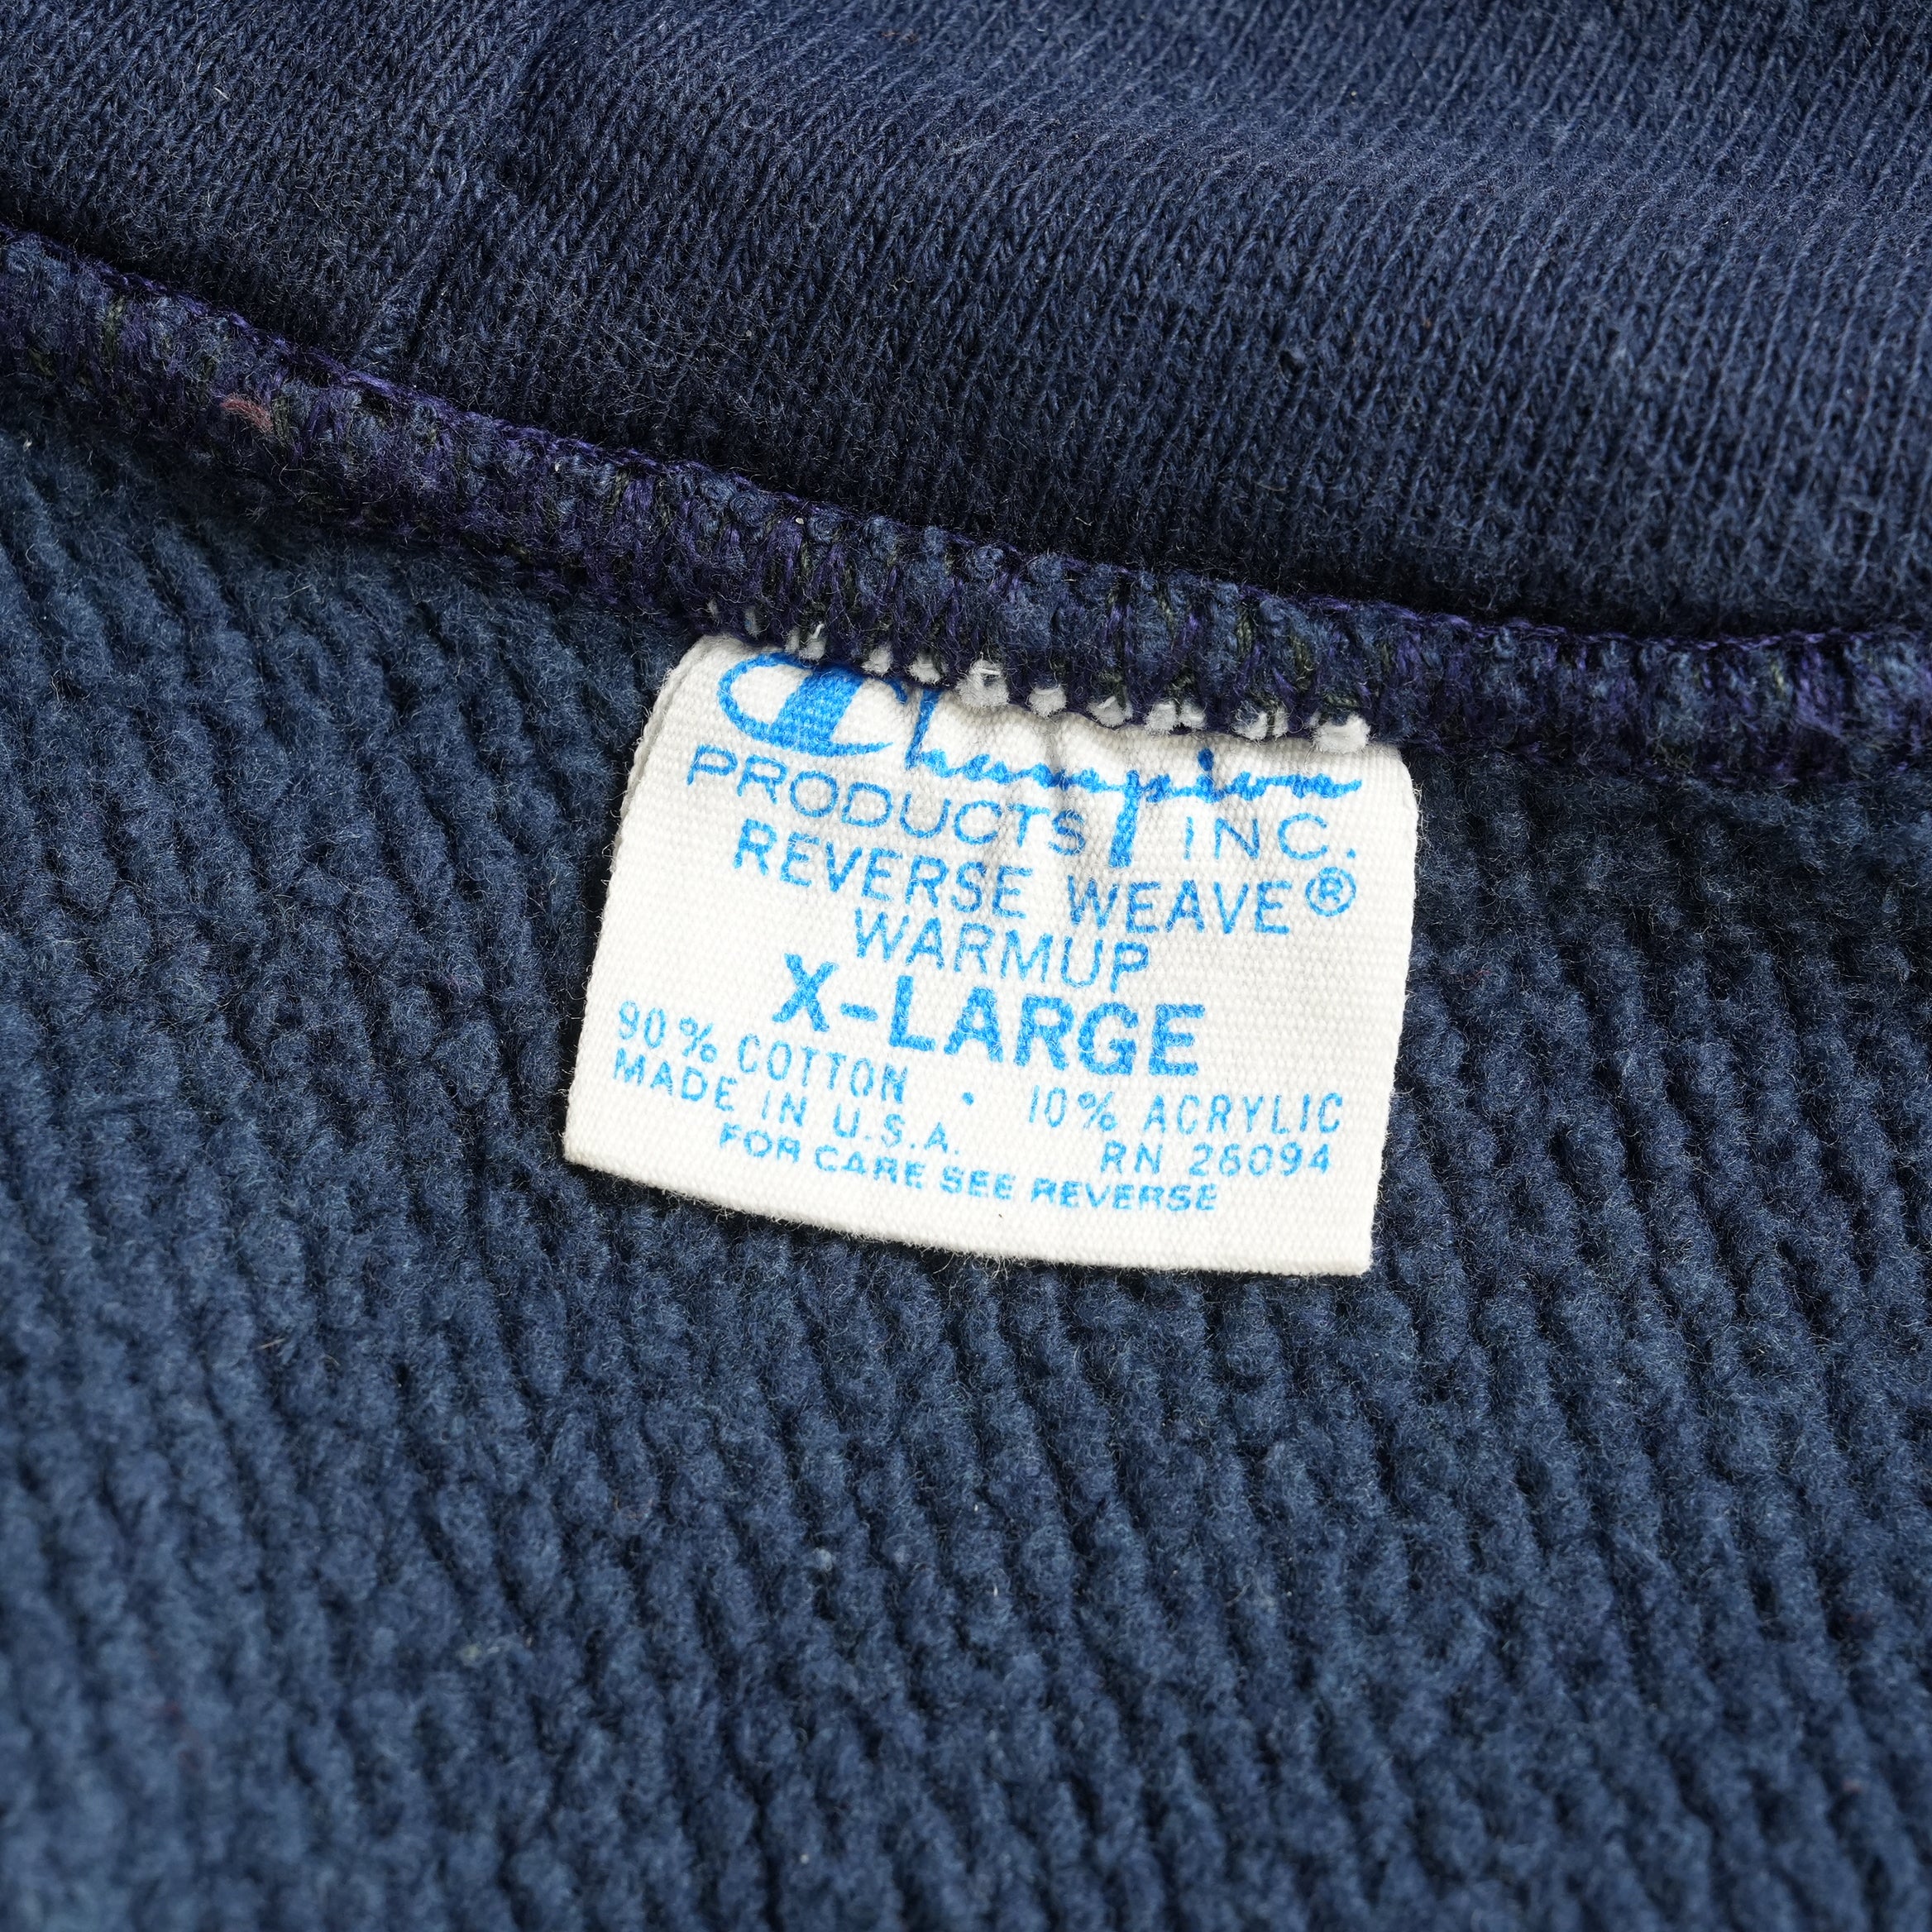 Champion
PRODUCTS INC.
REVERSE WEAVE®
WARMUP
X-LARGE
90% COTTON • 10% ACRYLIC
MADE IN U.S.A. RN 26094
FOR CARE SEE REVERSE